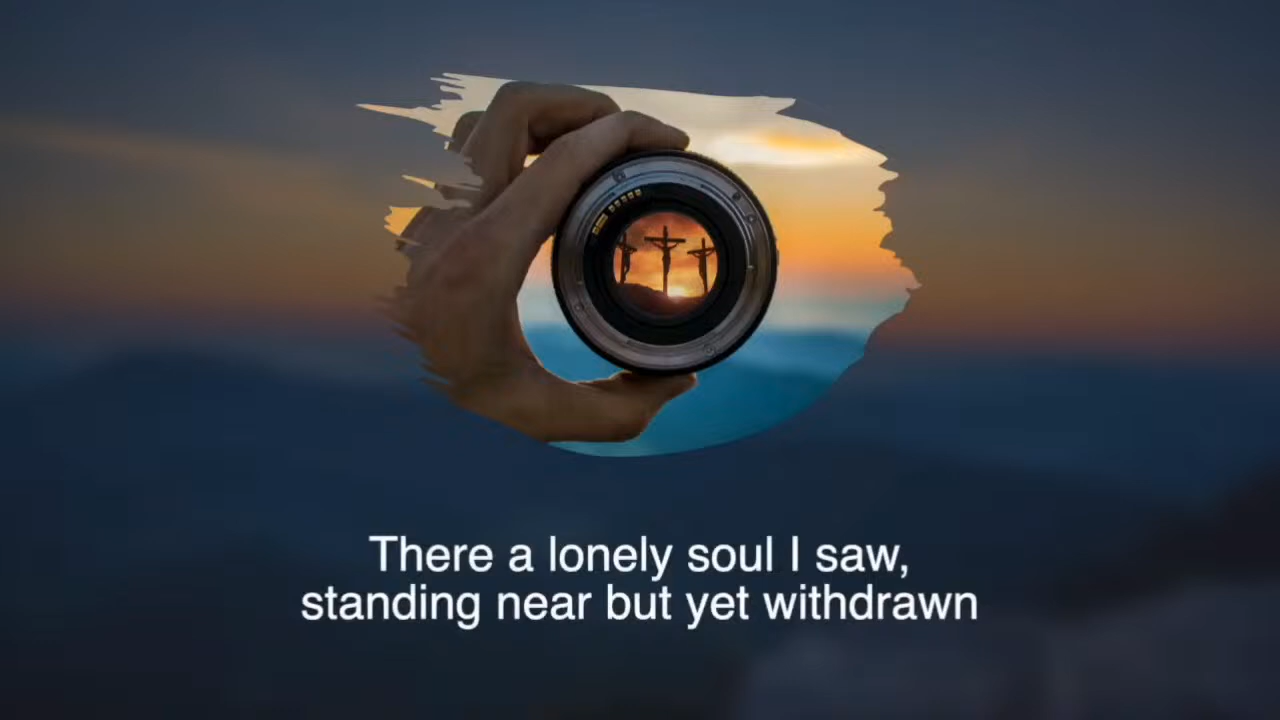 There a lonely soul I saw,
standing near but yet withdrawn